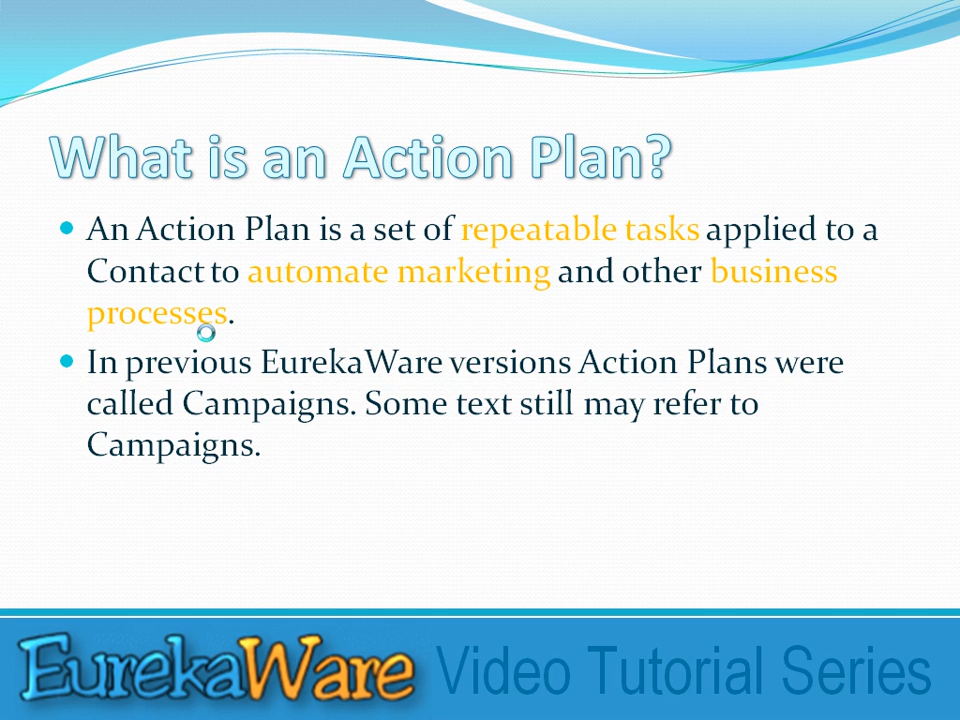 What is an Action Plan?
An Action Plan is a set of repeatable tasks applied to a
Contact to automate marketing and other business
processes.
In previous EurekaWare versions Action Plans were
called Campaigns. Some text still may refer to
Campaigns.
EurekaWare Video Tutorial Series